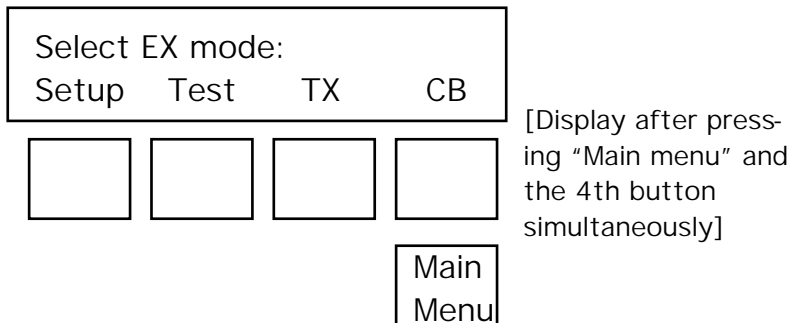 Select EX mode:
Setup Test TX CB
[Display after press-
ing “Main menu” and
the 4th button
simultaneously]
Main
Menu